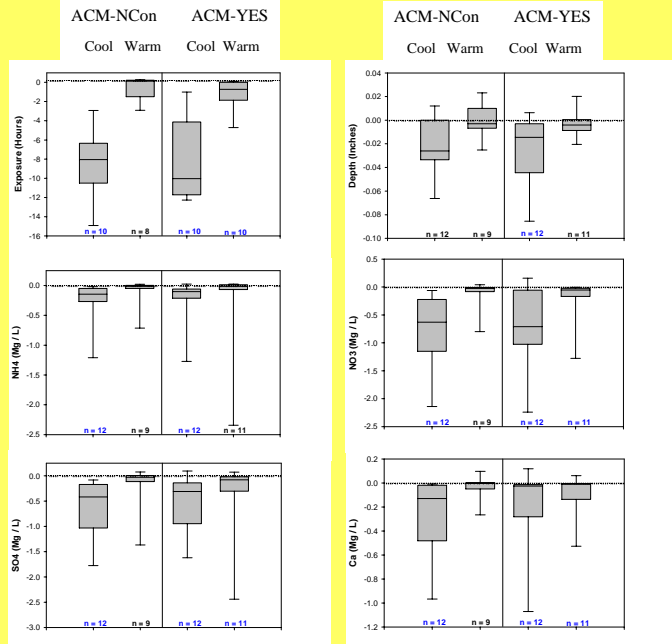 ACM-NCon ACM-YES
Cool Warm Cool Warm
Exposure (Hours)
0
-2
-4
-6
-8
-10
-12
-14
-16
n = 10 n = 8 n = 10 n = 10
NH4 (Mg / L)
0.0
-0.5
-1.0
-1.5
-2.0
-2.5
n = 12 n = 9 n = 12 n = 11
SO4 (Mg / L)
0.0
-0.5
-1.0
-1.5
-2.0
-2.5
-3.0
n = 12 n = 9 n = 12 n = 11
ACM-NCon ACM-YES
Cool Warm Cool Warm
Depth (Inches)
0.04
0.02
0.00
-0.02
-0.04
-0.06
-0.08
-0.10
n = 12 n = 9 n = 12 n = 11
NO3 (Mg / L)
0.5
0.0
-0.5
-1.0
-1.5
-2.0
-2.5
n = 12 n = 9 n = 12 n = 11
Ca (Mg / L)
0.2
0.0
-0.2
-0.4
-0.6
-0.8
-1.0
-1.2
n = 12 n = 9 n = 12 n = 11